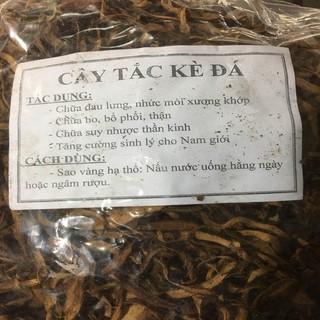 CÂY TẮC KÈ ĐÁ
TÁC DỤNG:
- Chữa đau lưng, nhức mỏi xượng khớp
- Chữa ho, bổ phổi, thận
- Chữa suy nhược thần kinh
- Tăng cường sinh lý cho Nam giới
CÁCH DÙNG:
- Sao vàng hạ thổ: Nấu nước uống hằng ngày
hoặc ngâm rượu.